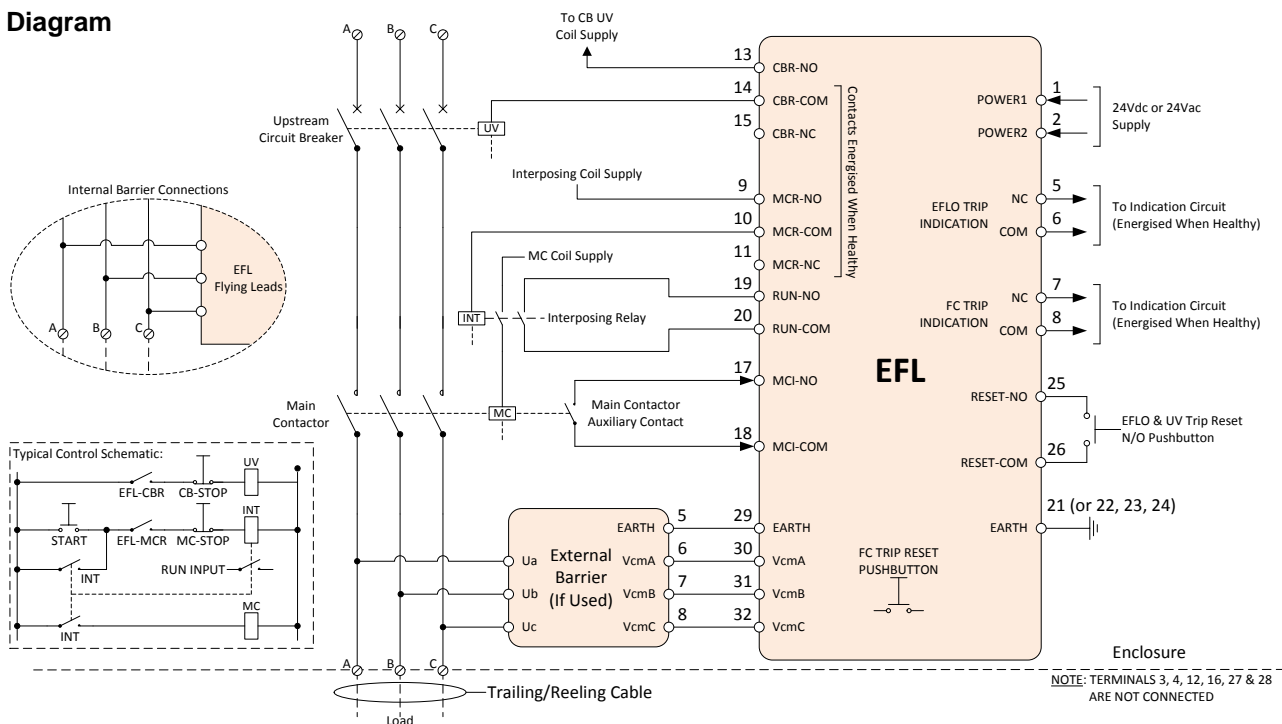 Diagram
A
B
C
To CB UV
Coil Supply
Upstream
Circuit Breaker
UV
Internal Barrier Connections
EFL
Flying Leads
A
B
C
Interposing Coil Supply
MC Coil Supply
INT
Interposing Relay
Main
Contactor
MC
Main Contactor
Auxiliary Contact
13
CBR-NO
14
CBR-COM
15
CBR-NC
Contacts Energised When Healthy
9
MCR-NO
10
MCR-COM
11
MCR-NC
19
RUN-NO
20
RUN-COM
17
MCI-NO
18
MCI-COM
EFL
1
POWER1
2
POWER2
24Vdc or 24Vac
Supply
EFLO TRIP
INDICATION
NC
5
COM
6
To Indication Circuit
(Energised When Healthy)
FC TRIP
INDICATION
NC
7
COM
8
To Indication Circuit
(Energised When Healthy)
25
RESET-NO
26
RESET-COM
EFLO & UV Trip Reset
N/O Pushbutton
21 (or 22, 23, 24)
EARTH
FC TRIP RESET
PUSHBUTTON
Typical Control Schematic:
UV
EFL-CBR
CB-STOP
INT
START
EFL-MCR
MC-STOP
INT
RUN INPUT
MC
INT
External
Barrier
(If Used)
Ua
Ub
Uc
EARTH
5
29
EARTH
VcmA
6
30
VcmA
VcmB
7
31
VcmB
VcmC
8
32
VcmC
A
B
C
Enclosure
Trailing/Reeling Cable
Load
NOTE: TERMINALS 3, 4, 12, 16, 27 & 28
ARE NOT CONNECTED